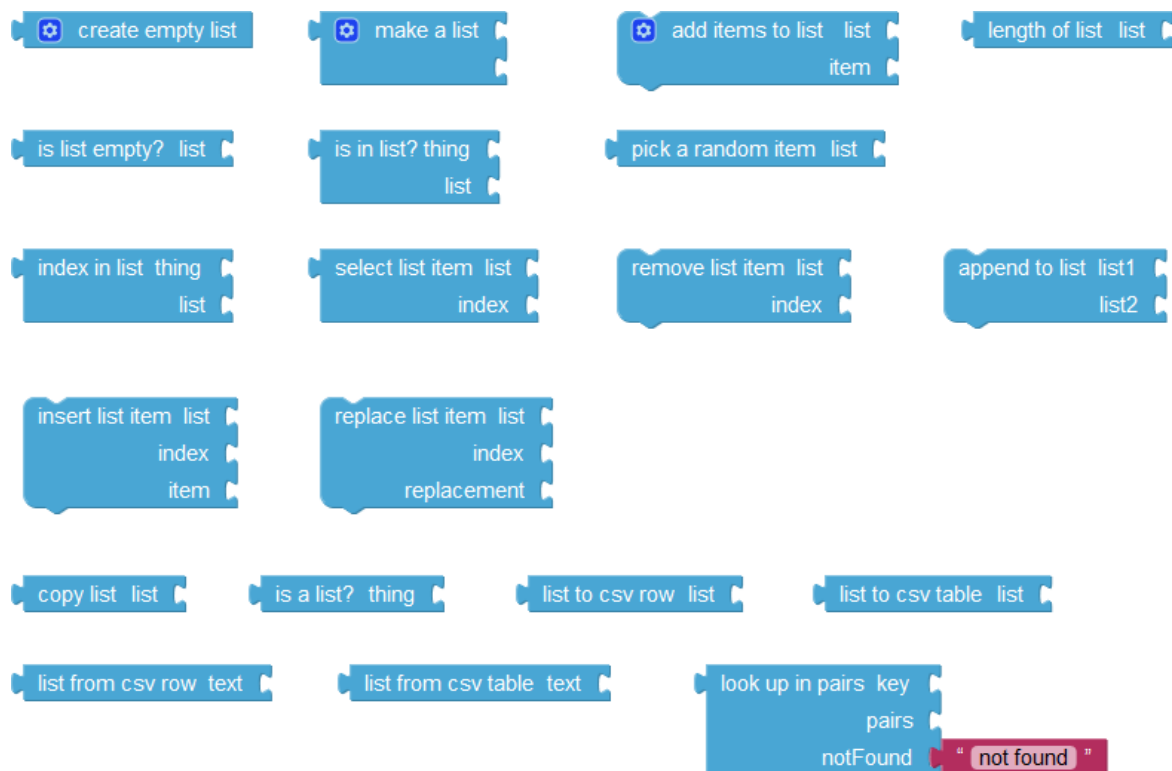 create empty list
make a list
add items to list list
item
length of list list
is list empty? list
is in list? thing
list
pick a random item list
index in list thing
list
select list item list
index
remove list item list
index
append to list list1
list2
insert list item list
index
item
replace list item list
index
replacement
copy list list
is a list? thing
list to csv row list
list to csv table list
list from csv row text
list from csv table text
look up in pairs key
pairs
notFound “ not found ”